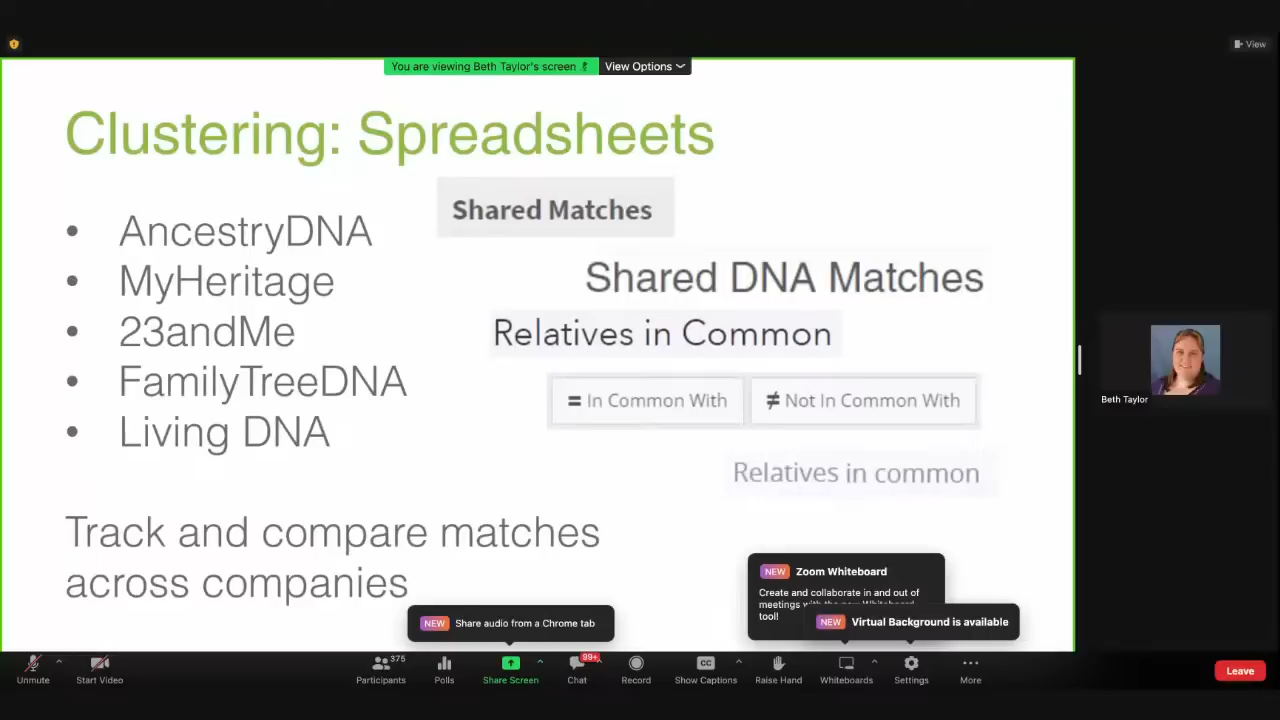 View
You are viewing Beth Taylor's screen
View Options
Clustering: Spreadsheets
Shared Matches
• AncestryDNA
Shared DNA Matches
• MyHeritage
Relatives in Common
• 23andMe
• FamilyTreeDNA
= In Common With
≠ Not In Common With
Beth Taylor
• Living DNA
Relatives in common
Track and compare matches
across companies
NEW Zoom Whiteboard
Create and collaborate in and out of
meetings with the new Whiteboard
tool!
NEW Share audio from a Chrome tab
NEW Virtual Background is available
375
99+
CC
Unmute
Start Video
Participants
Polls
Share Screen
Chat
Record
Show Captions
Raise Hand
Whiteboards
Settings
More
Leave